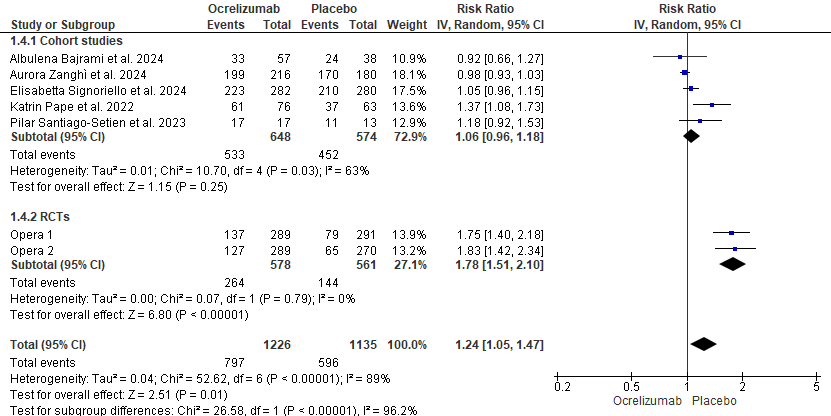 Ocrelizumab Placebo Risk Ratio Risk Ratio
Study or Subgroup Events Total Events Total Weight IV, Random, 95% CI IV, Random, 95% CI
1.4.1 Cohort studies
Albulena Bajrami et al. 2024 33 57 24 38 10.9% 0.92 [0.66, 1.27]
Aurora Zanghì et al. 2024 199 216 170 180 18.1% 0.98 [0.93, 1.03]
Elisabetta Signoriello et al. 2024 223 282 210 280 17.5% 1.05 [0.96, 1.15]
Katrin Pape et al. 2022 61 76 37 63 14.4% 1.37 [1.08, 1.73]
Pilar Santiago-Setien et al. 2023 17 17 11 13 12.9% 1.18 [0.92, 1.53]
Subtotal (95% CI) 648 574 72.9% 1.06 [0.96, 1.18]
Total events 533 452
Heterogeneity: Tau² = 0.01; Chi² = 10.70, df = 4 (P = 0.03); I² = 63%
Test for overall effect: Z = 1.15 (P = 0.25)
1.4.2 RCTs
Opera 1 137 289 79 291 13.9% 1.75 [1.40, 2.18]
Opera 2 127 289 65 270 13.2% 1.83 [1.42, 2.34]
Subtotal (95% CI) 578 561 27.1% 1.78 [1.51, 2.10]
Total events 264 144
Heterogeneity: Tau² = 0.00; Chi² = 0.07, df = 1 (P = 0.79); I² = 0%
Test for overall effect: Z = 6.80 (P < 0.00001)
Total (95% CI) 1226 1135 100.0% 1.24 [1.05, 1.47]
Total events 797 596
Heterogeneity: Tau² = 0.04; Chi² = 52.62, df = 6 (P < 0.00001); I² = 89%
Test for overall effect: Z = 2.51 (P = 0.01)
Test for subgroup differences: Chi² = 26.58, df = 1 (P < 0.00001), I² = 96.2%
0.2 0.5 1 2 5
Ocrelizumab Placebo